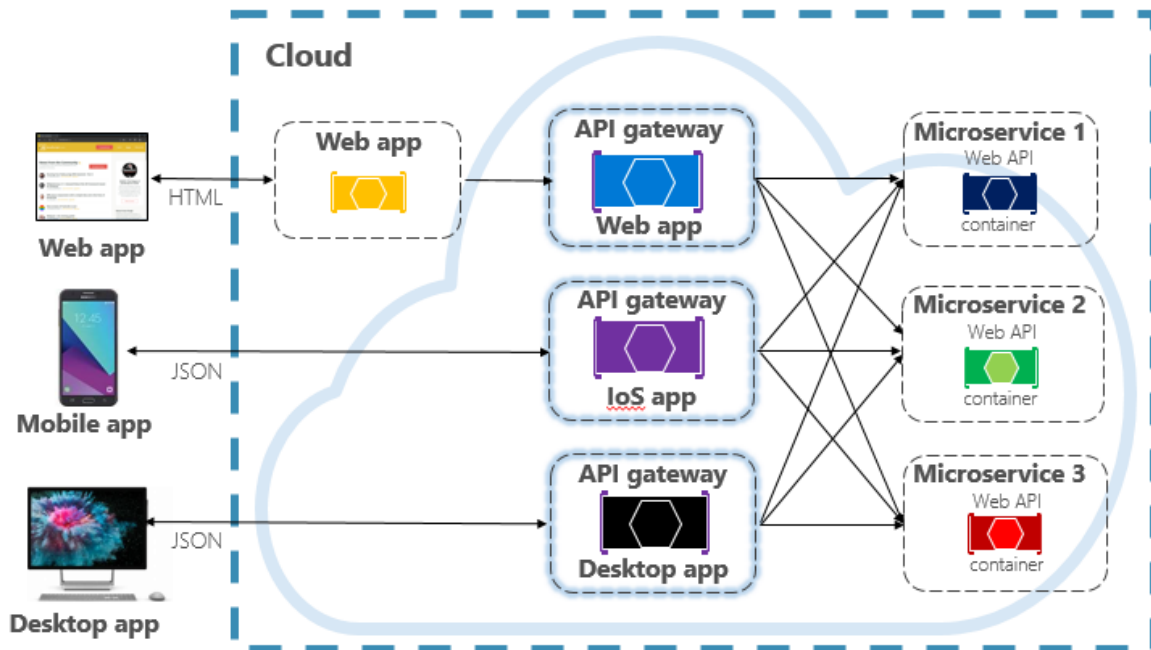 Cloud
Web app
API gateway
Web app
Microservice 1
Web API
container
HTML
Web app
API gateway
IoS app
Microservice 2
Web API
container
12:45
JSON
Mobile app
API gateway
Desktop app
Microservice 3
Web API
container
JSON
Desktop app